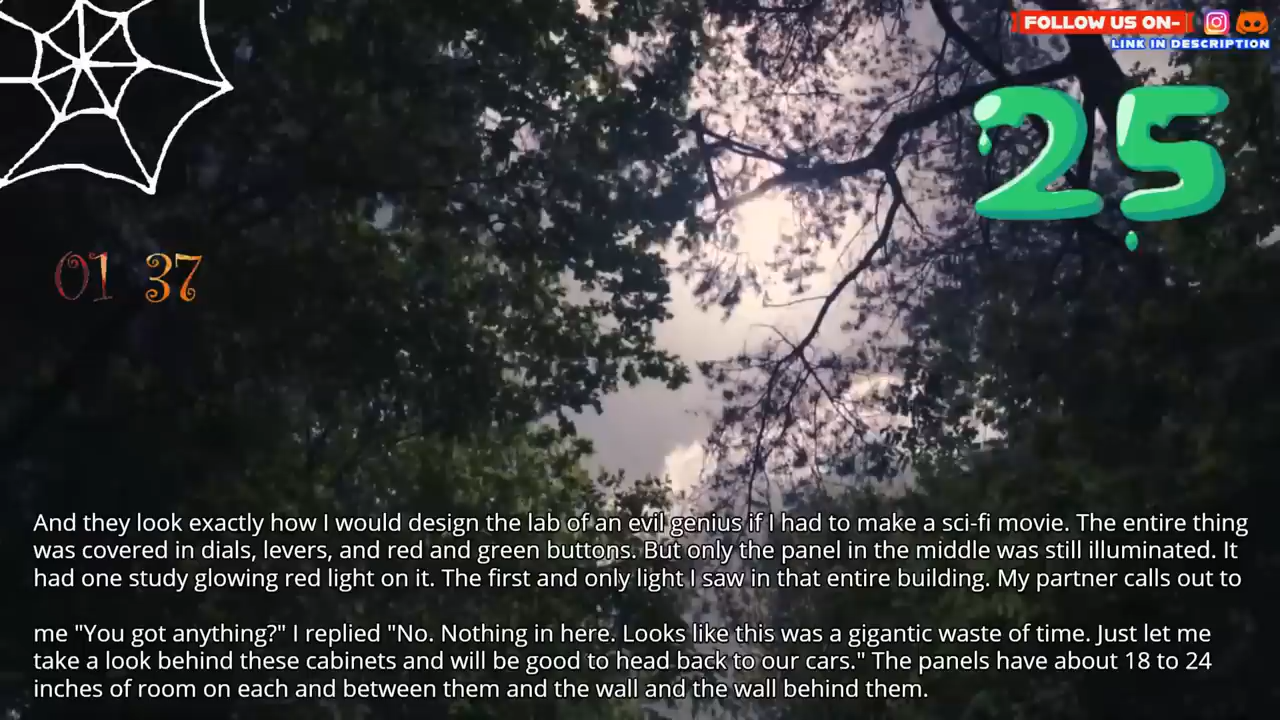 FOLLOW US ON-
LINK IN DESCRIPTION
25
01 37
And they look exactly how I would design the lab of an evil genius if I had to make a sci-fi movie. The entire thing
was covered in dials, levers, and red and green buttons. But only the panel in the middle was still illuminated. It
had one study glowing red light on it. The first and only light I saw in that entire building. My partner calls out to
me "You got anything?" I replied "No. Nothing in here. Looks like this was a gigantic waste of time. Just let me
take a look behind these cabinets and will be good to head back to our cars." The panels have about 18 to 24
inches of room on each and between them and the wall and the wall behind them.